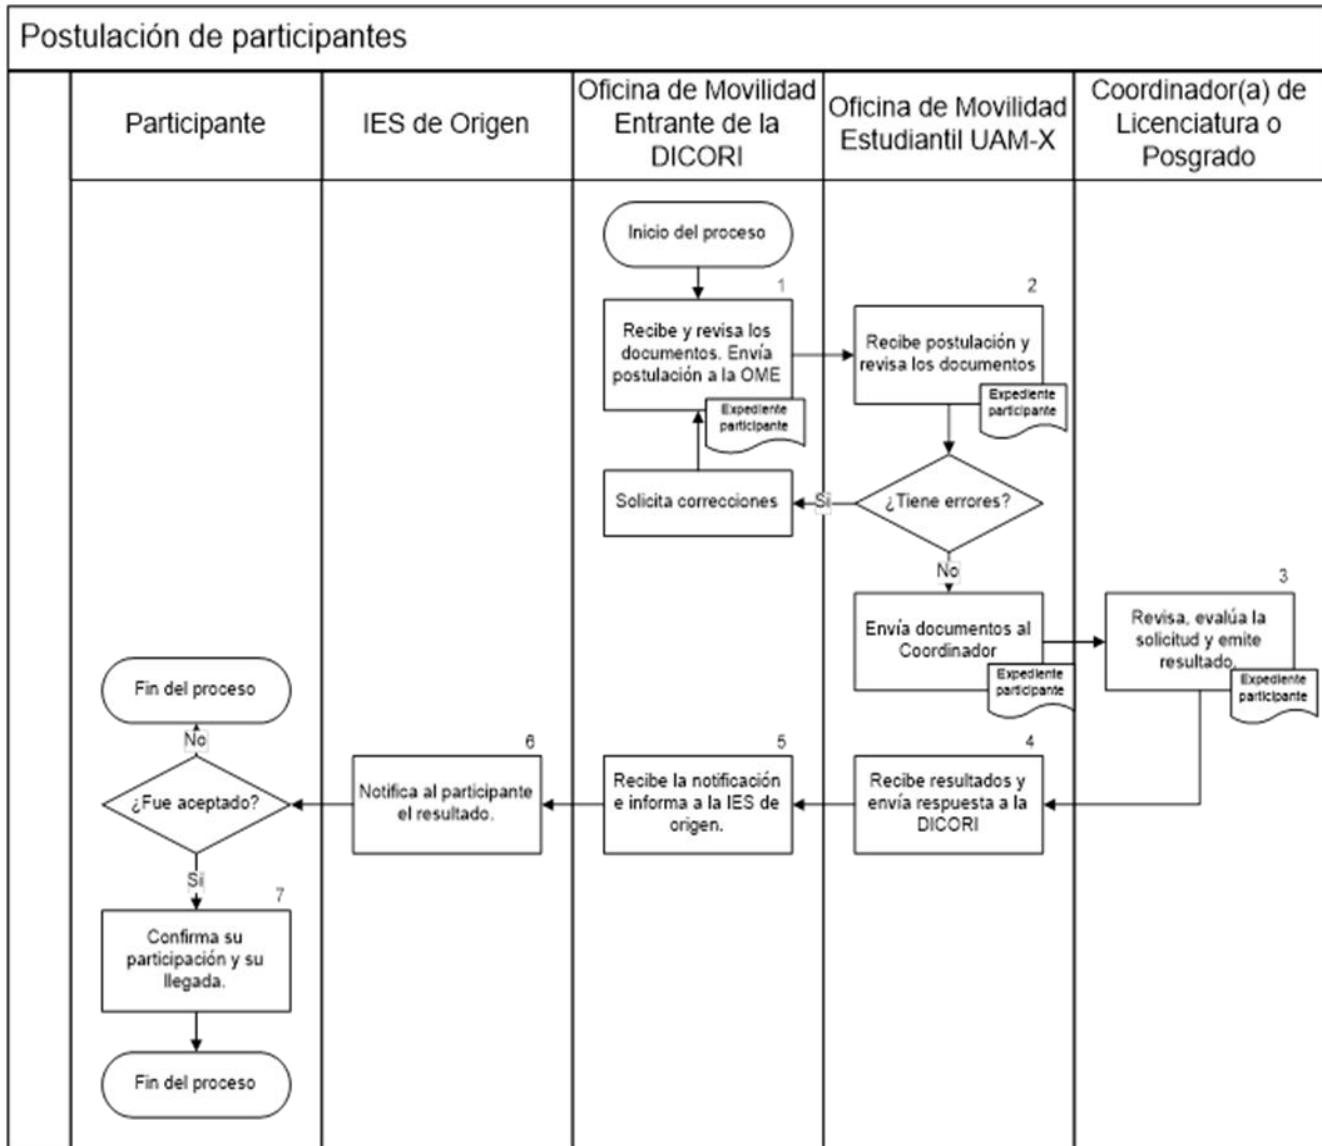 Postulación de participantes
Participante
IES de Origen
Oficina de Movilidad
Entrante de la
DICORI
Oficina de Movilidad
Estudiantil UAM-X
Coordinador(a) de
Licenciatura o
Posgrado
Inicio del proceso
1
Recibe y revisa los
documentos. Envía
postulación a la OME
Expediente
participante
2
Recibe postulación y
revisa los documentos
Expediente
participante
Solicita correcciones
Si
¿Tiene errores?
No
Envía documentos al
Coordinador
Expediente
participante
3
Revisa, evalúa la
solicitud y emite
resultado.
Expediente
participante
Fin del proceso
No
¿Fue aceptado?
6
Notifica al participante
el resultado.
5
Recibe la notificación
e informa a la IES de
origen.
4
Recibe resultados y
envía respuesta a la
DICORI
Si
7
Confirma su
participación y su
llegada.
Fin del proceso